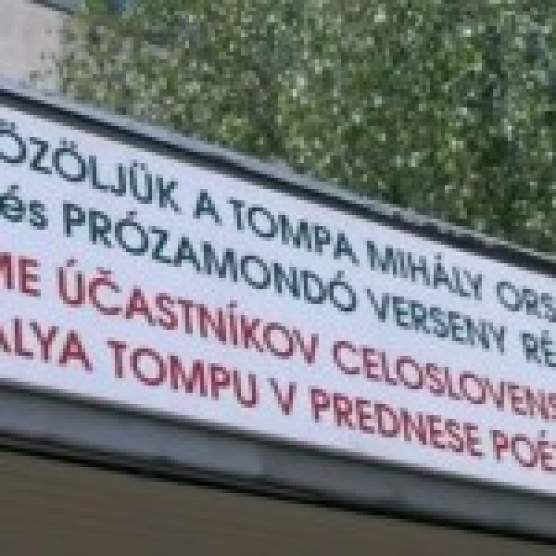 ÖZÖLJÜK A TOMPA MIHÁLY ORS
és PRÓZAMONDÓ VERSENY RÉ
ME ÚČASTNÍKOV CELOSLOVENS
ALYA TOMPU V PREDNESE POÉ